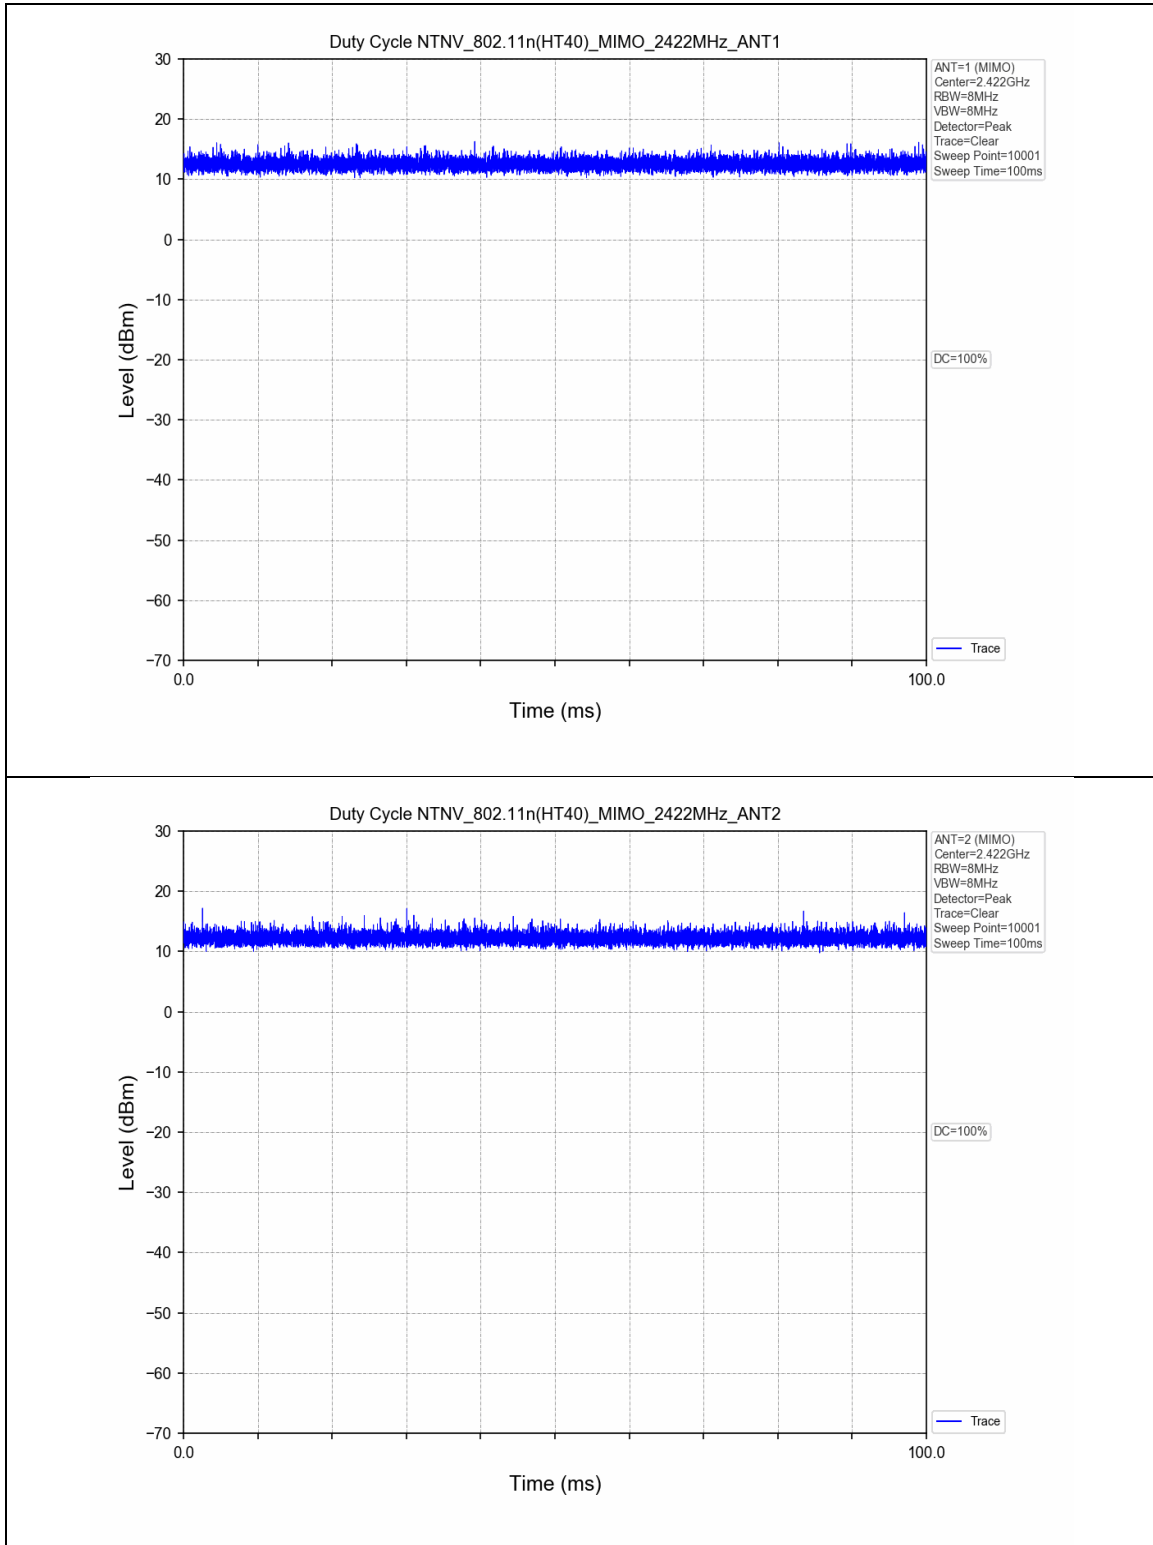 Duty Cycle NTNV_802.11n(HT40)_MIMO_2422MHz_ANT1
30
20
10
0
−10
−20
−30
−40
−50
−60
−70
Level (dBm)
0.0
100.0
Time (ms)
ANT=1 (MIMO)
Center=2.422GHz
RBW=8MHz
VBW=8MHz
Detector=Peak
Trace=Clear
Sweep Point=10001
Sweep Time=100ms
DC=100%
Trace
Duty Cycle NTNV_802.11n(HT40)_MIMO_2422MHz_ANT2
30
20
10
0
−10
−20
−30
−40
−50
−60
−70
Level (dBm)
0.0
100.0
Time (ms)
ANT=2 (MIMO)
Center=2.422GHz
RBW=8MHz
VBW=8MHz
Detector=Peak
Trace=Clear
Sweep Point=10001
Sweep Time=100ms
DC=100%
Trace